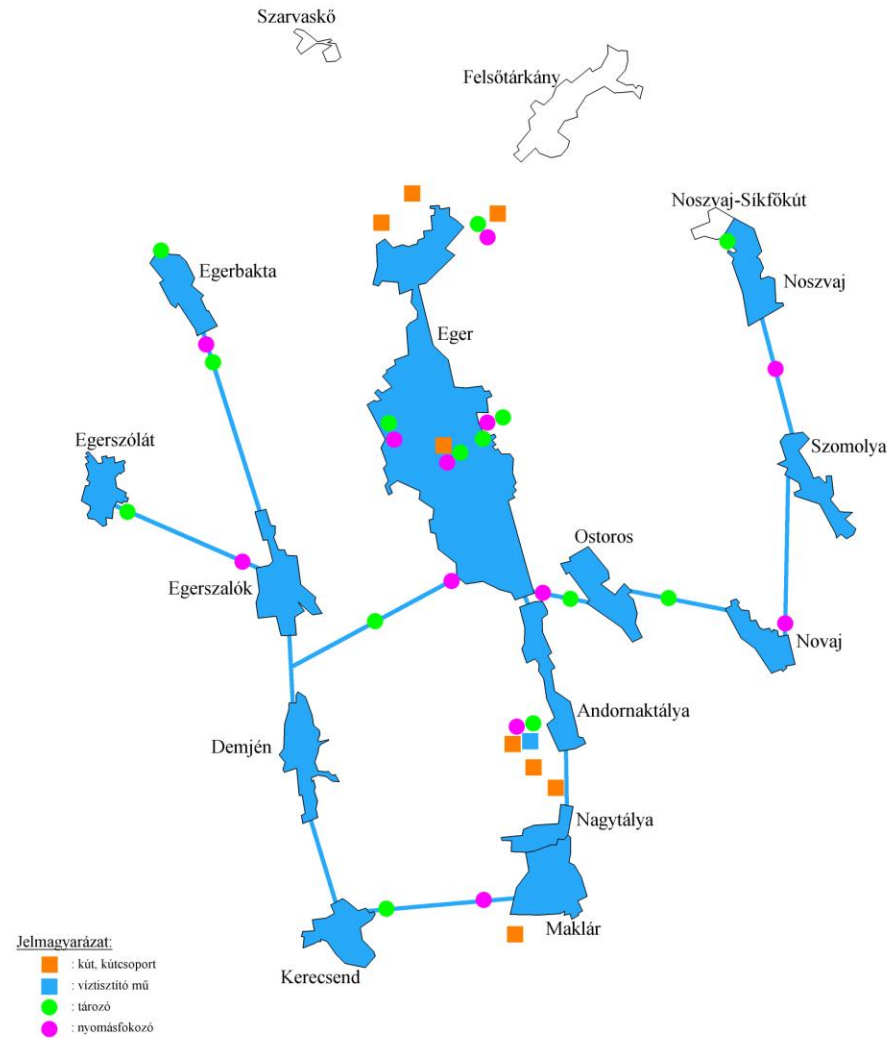 Szarvaskő
Felsőtárkány
Noszvaj-Síkfőkút
Egerbakta
Noszvaj
Eger
Egerszólát
Szomolya
Ostoros
Egerszalók
Novaj
Andornaktálya
Demjén
Nagytálya
Maklár
Kerecsend
Jelmagyarázat:
: kút, kútcsoport
: víztisztító mű
: tározó
: nyomásfokozó